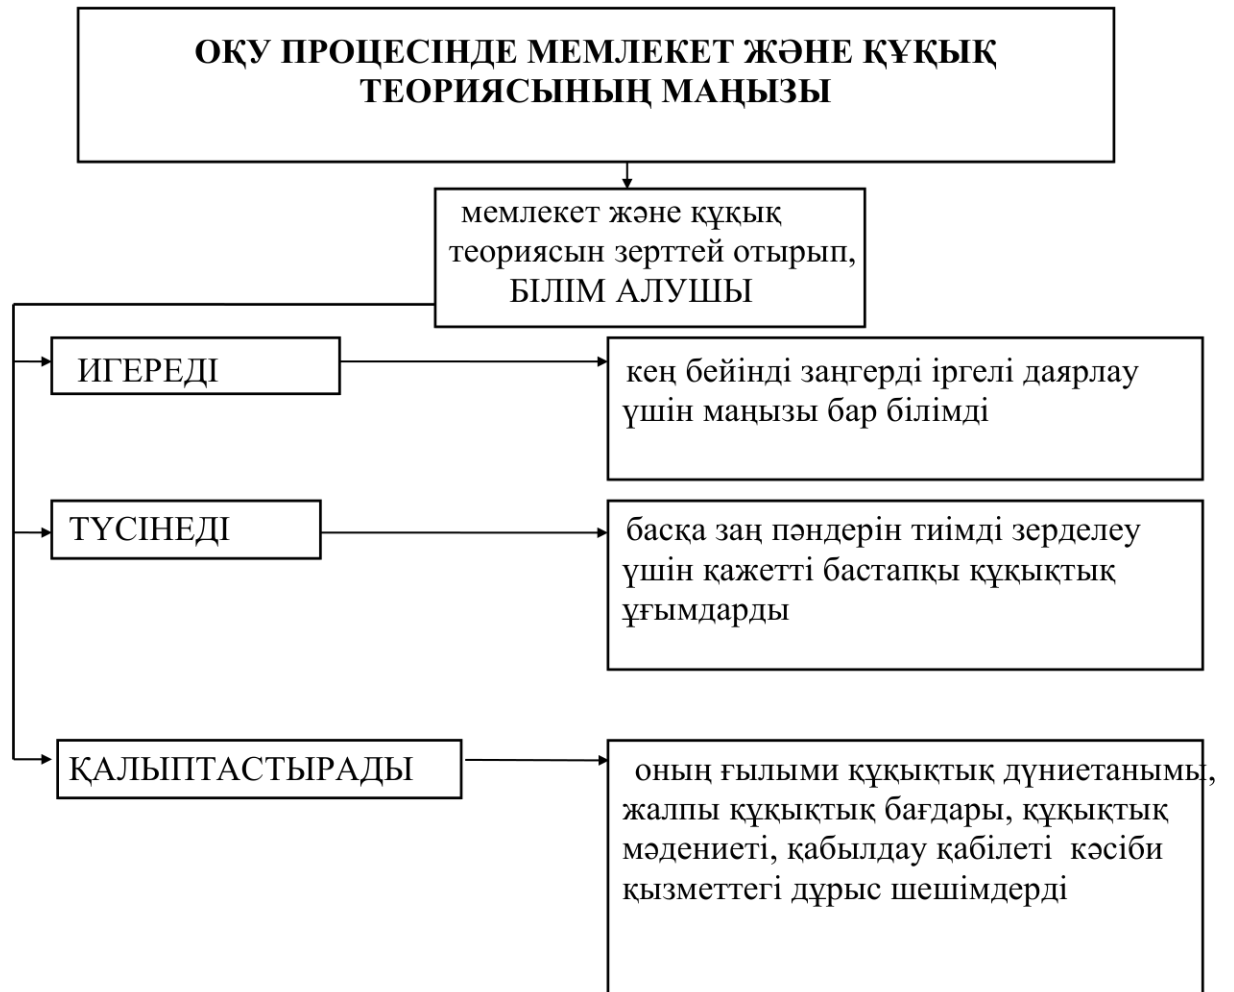 ОҚУ ПРОЦЕСІНДЕ МЕМЛЕКЕТ ЖӘНЕ ҚҰҚЫҚ
ТЕОРИЯСЫНЫҢ МАҢЫЗЫ
мемлекет және құқық
теориясын зерттей отырып,
БІЛІМ АЛУШЫ
ИГЕРЕДІ
кең бейінді заңгерді іргелі даярлау
үшін маңызы бар білімді
ТҮСІНЕДІ
басқа заң пәндерін тиімді зерделеу
үшін қажетті бастапқы құқықтық
ұғымдарды
ҚАЛЫПТАСТЫРАДЫ
оның ғылыми құқықтық дүниетанымы,
жалпы құқықтық бағдары, құқықтық
мәдениеті, қабылдау қабілеті кәсіби
қызметтегі дұрыс шешімдерді